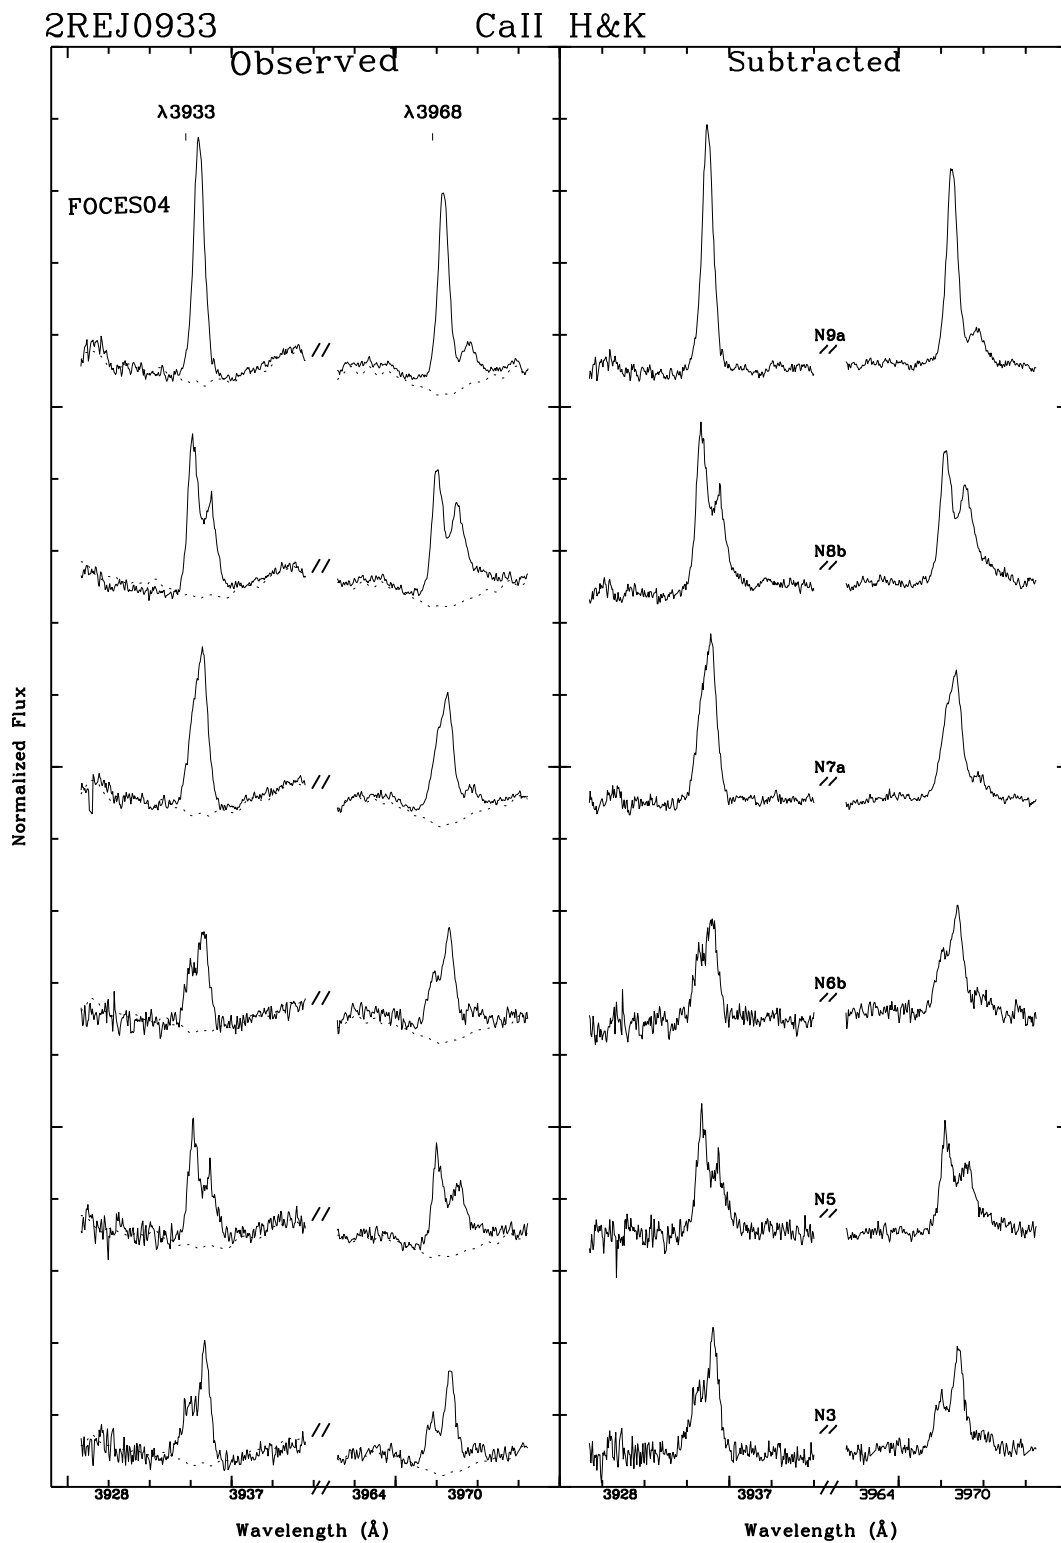 2REJ0933 CaII H&K
Observed Subtracted
λ3933 λ3968
FOCES04
N9a
//
//
N8b
//
//
N7a
//
//
N6b
//
//
N5
//
//
N3
//
//
Normalized Flux
3928 3937 // 3964 3970 3928 3937 // 3964 3970
Wavelength (Å) Wavelength (Å)